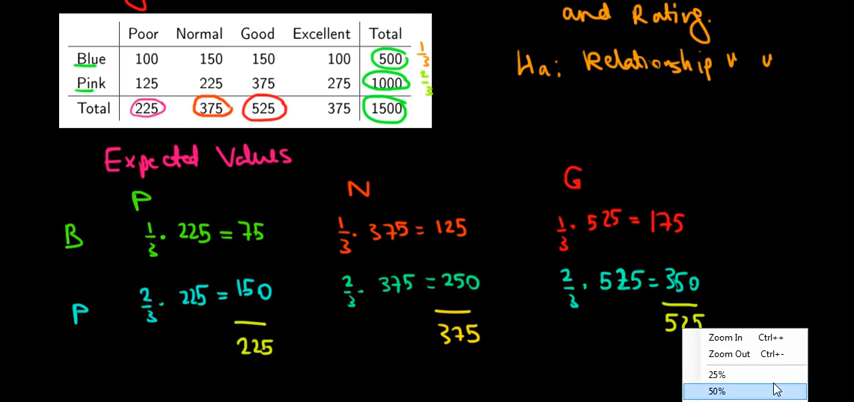 and Rating.
Poor Normal Good Excellent Total
Blue 100 150 150 100 500 1/3
Pink 125 225 375 275 1000 2/3
Total 225 375 525 375 1500
Ha: Relationship " "
Expected Values
P N G
B 1/3 · 225 = 75 1/3 · 375 = 125 1/3 · 525 = 175
P 2/3 · 225 = 150 2/3 · 375 = 250 2/3 · 525 = 350
225 375 525
Zoom In Ctrl++
Zoom Out Ctrl+-
25%
50%